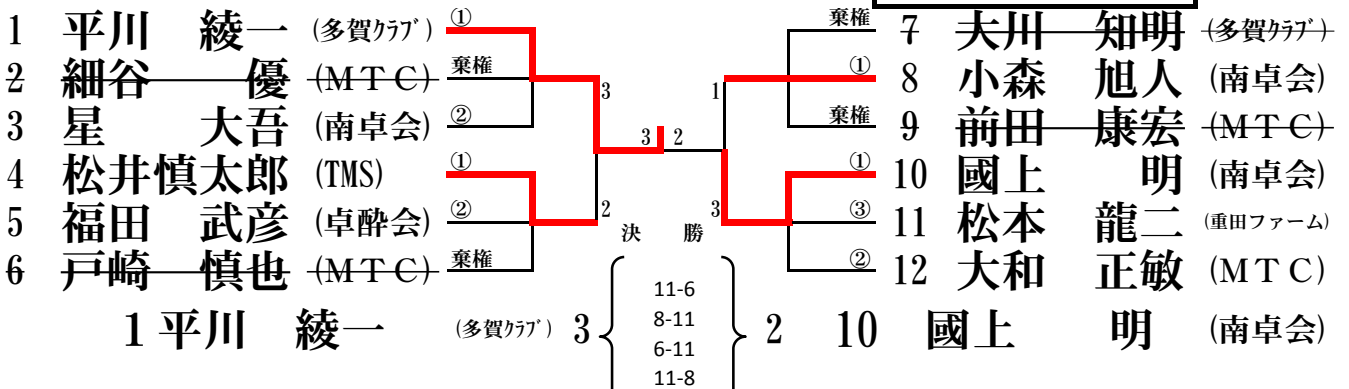 1 平川 綾一 (多賀クラブ) ① 棄権 7 大川 知明 (多賀クラブ)
2 細谷 優 (MTC) 棄権 3 1 ① 8 小森 旭人 (南卓会)
3 星 大吾 (南卓会) ② 3 2 棄権 9 前田 康宏 (MTC)
4 松井慎太郎 (TMS) ① ① 10 國上 明 (南卓会)
5 福田 武彦 (卓酔会) ② 2 決 勝 3 ③ 11 松本 龍二 (重田ファーム)
6 戸崎 慎也 (MTC) 棄権 ② 12 大和 正敏 (MTC)
11-6
8-11
1 平川 綾一 (多賀クラブ) 3 2 10 國上 明 (南卓会)
6-11
11-8